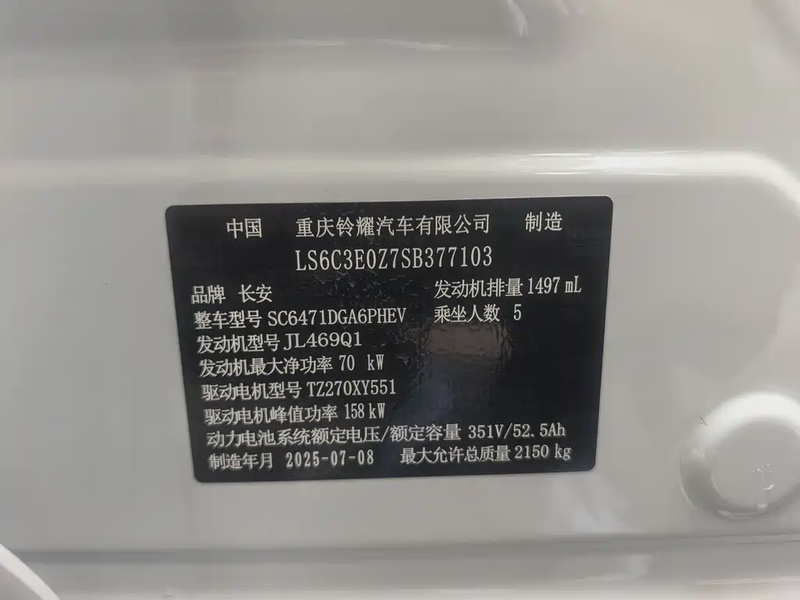 中国 重庆铃耀汽车有限公司 制造
LS6C3E0Z7SB377103
品牌 长安 发动机排量 1497 mL
整车型号 SC6471DGA6PHEV 乘坐人数 5
发动机型号 JL469Q1
发动机最大净功率 70 kW
驱动电机型号 TZ270XY551
驱动电机峰值功率 158 kW
动力电池系统额定电压/额定容量 351V/52.5Ah
制造年月 2025-07-08 最大允许总质量 2150 kg